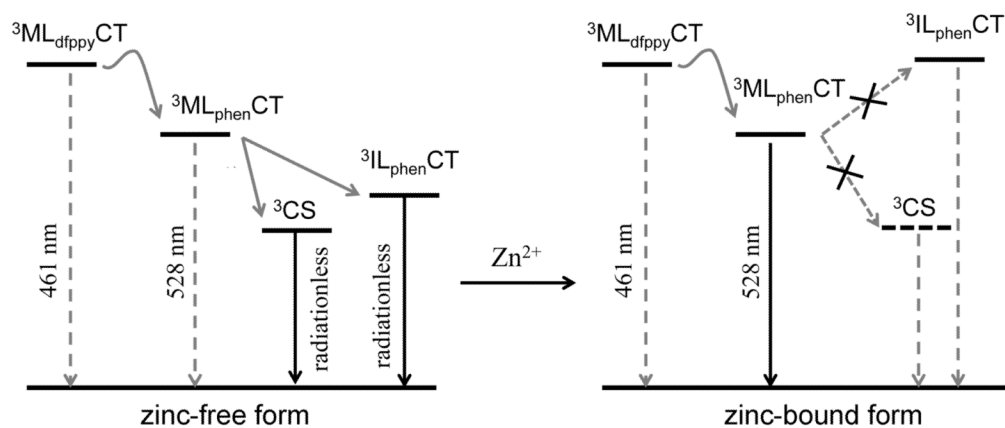 ³ML_dfppyCT
³ML_phenCT
³IL_phenCT
³CS
461 nm
528 nm
radiationless
radiationless
zinc-free form
Zn²⁺
³ML_dfppyCT
³IL_phenCT
³ML_phenCT
³CS
461 nm
528 nm
zinc-bound form